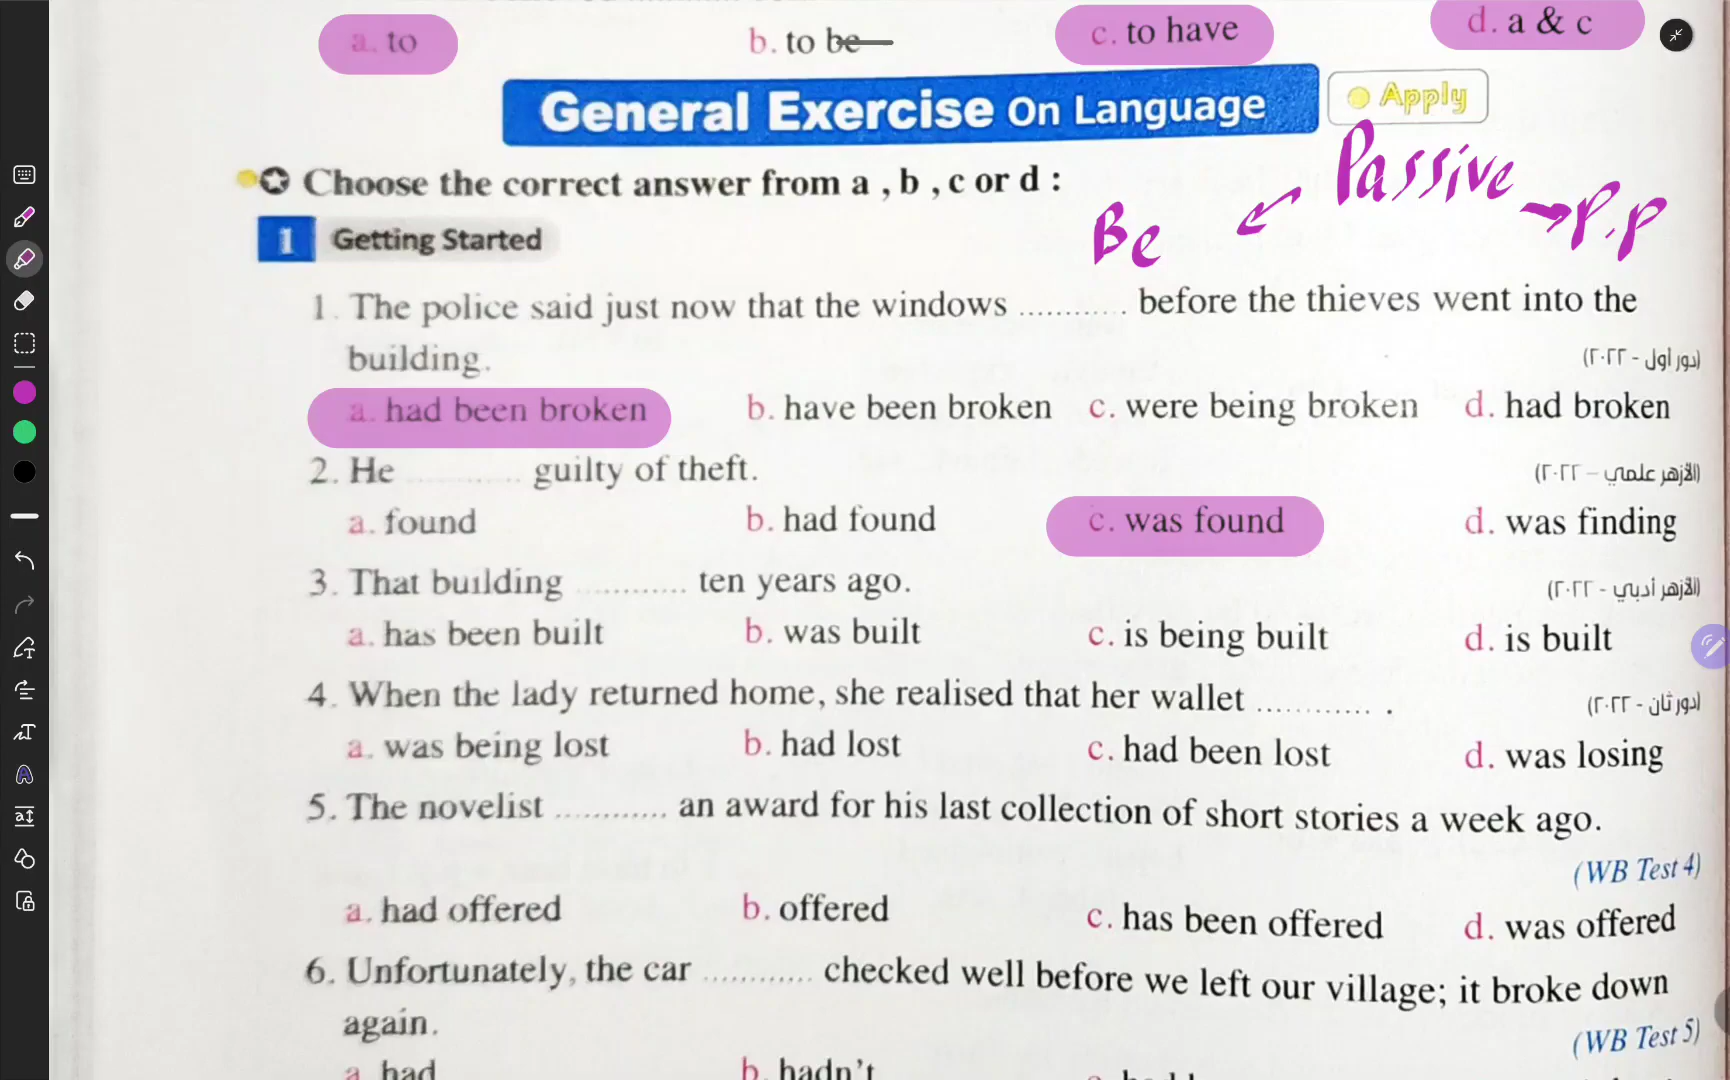 a. to b. to be c. to have d. a & c
General Exercise On Language Apply
Passive
Choose the correct answer from a , b , c or d :
Be P.P
1 Getting Started
1. The police said just now that the windows ............ before the thieves went into the
building. (دور أول - ٢٠٢٢)
a. had been broken b. have been broken c. were being broken d. had broken
2. He ............ guilty of theft. (الأزهر علمي – ٢٠٢٢)
a. found b. had found c. was found d. was finding
3. That building ............ ten years ago. (الأزهر أدبي - ٢٠٢٢)
a. has been built b. was built c. is being built d. is built
4. When the lady returned home, she realised that her wallet ............ . (دور ثان - ٢٠٢٢)
a. was being lost b. had lost c. had been lost d. was losing
5. The novelist ............ an award for his last collection of short stories a week ago.
(WB Test 4)
a. had offered b. offered c. has been offered d. was offered
6. Unfortunately, the car ............ checked well before we left our village; it broke down
again. (WB Test 5)
a. had b. hadn't